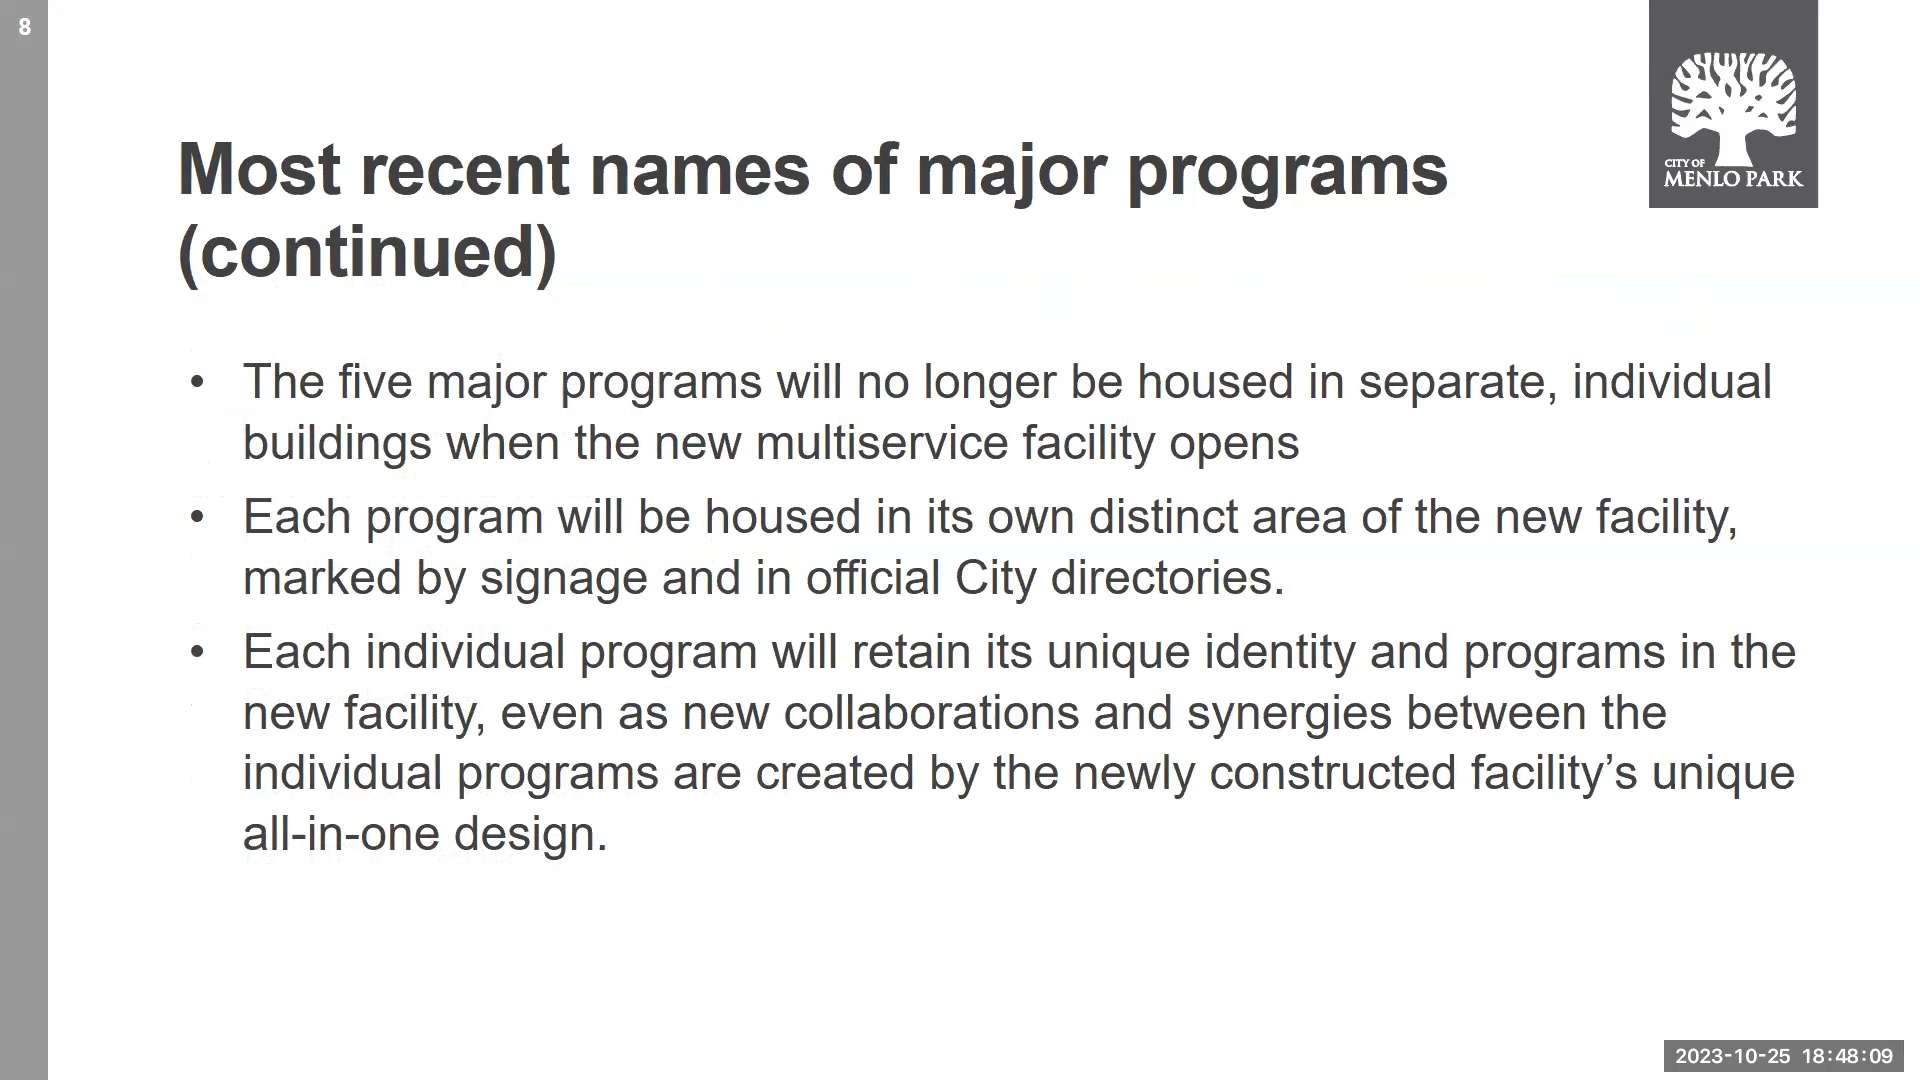 8
CITY OF
MENLO PARK
Most recent names of major programs
(continued)
• The five major programs will no longer be housed in separate, individual
buildings when the new multiservice facility opens
• Each program will be housed in its own distinct area of the new facility,
marked by signage and in official City directories.
• Each individual program will retain its unique identity and programs in the
new facility, even as new collaborations and synergies between the
individual programs are created by the newly constructed facility’s unique
all-in-one design.
2023-10-25 18:48:09